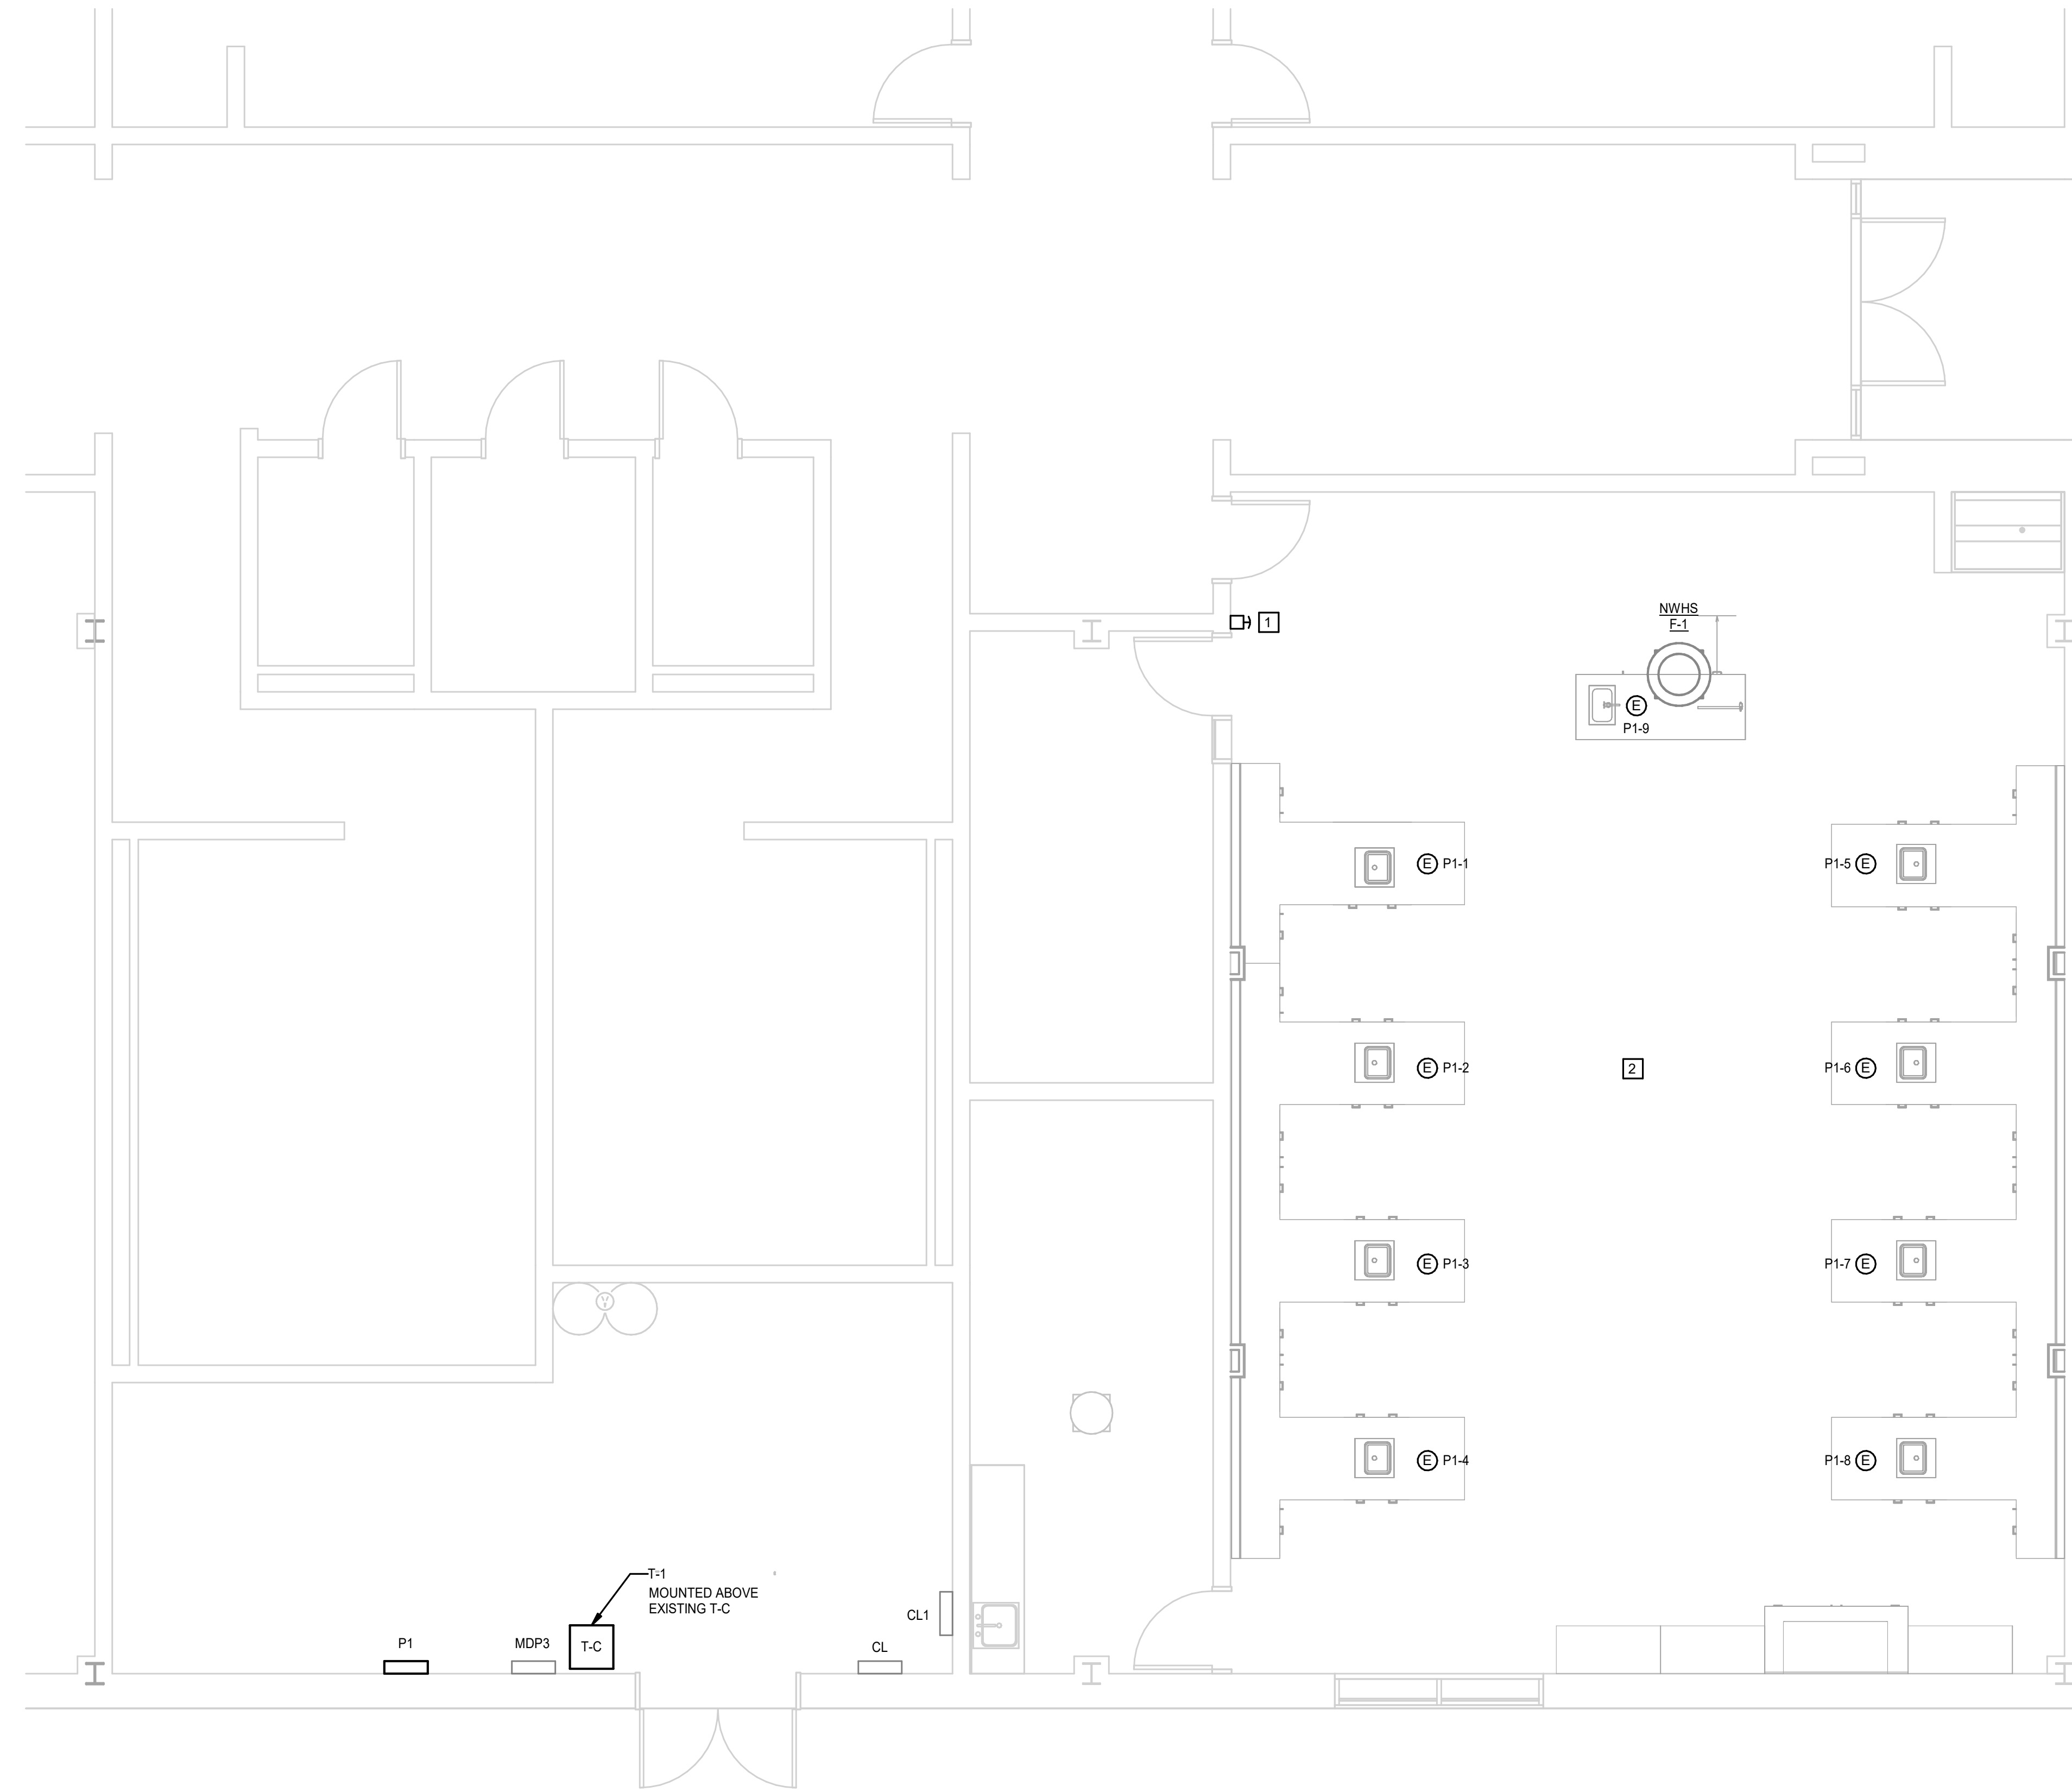 1
NWHS
F-1
E
P1-9
E P1-1
P1-5 E
E P1-2
2
P1-6 E
E P1-3
P1-7 E
E P1-4
P1-8 E
T-1
MOUNTED ABOVE
EXISTING T-C
CL1
P1
MDP3
T-C
CL